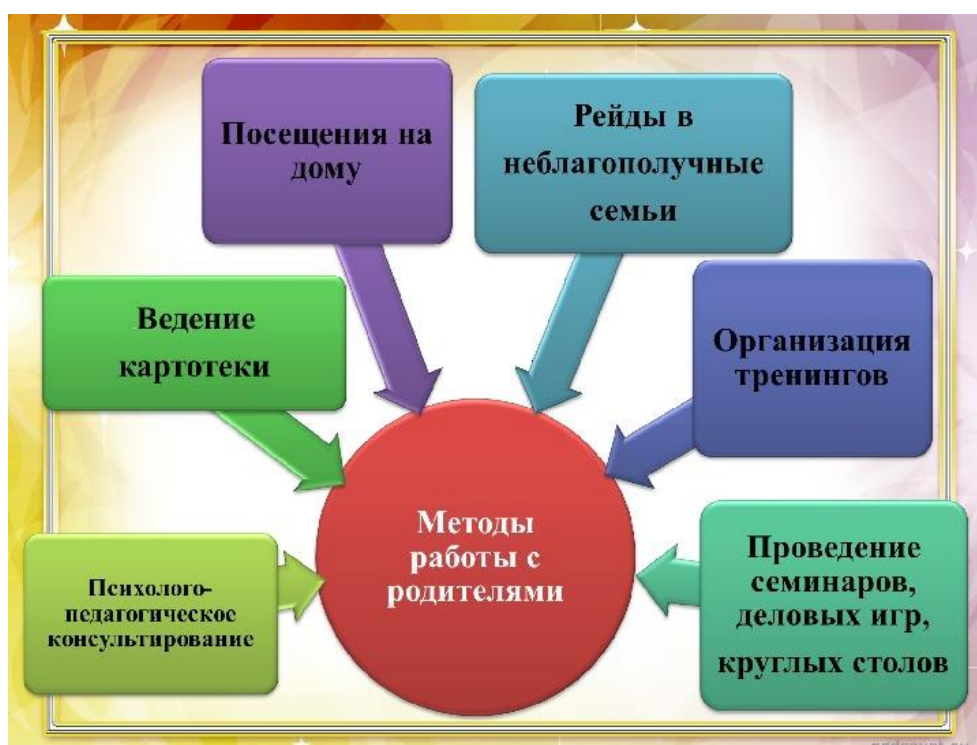 Посещения на
дому
Рейды в
неблагополучные
семьи
Ведение
картотеки
Организация
тренингов
Методы
работы с
родителями
Психолого-
педагогическое
консультирование
Проведение
семинаров,
деловых игр,
круглых столов